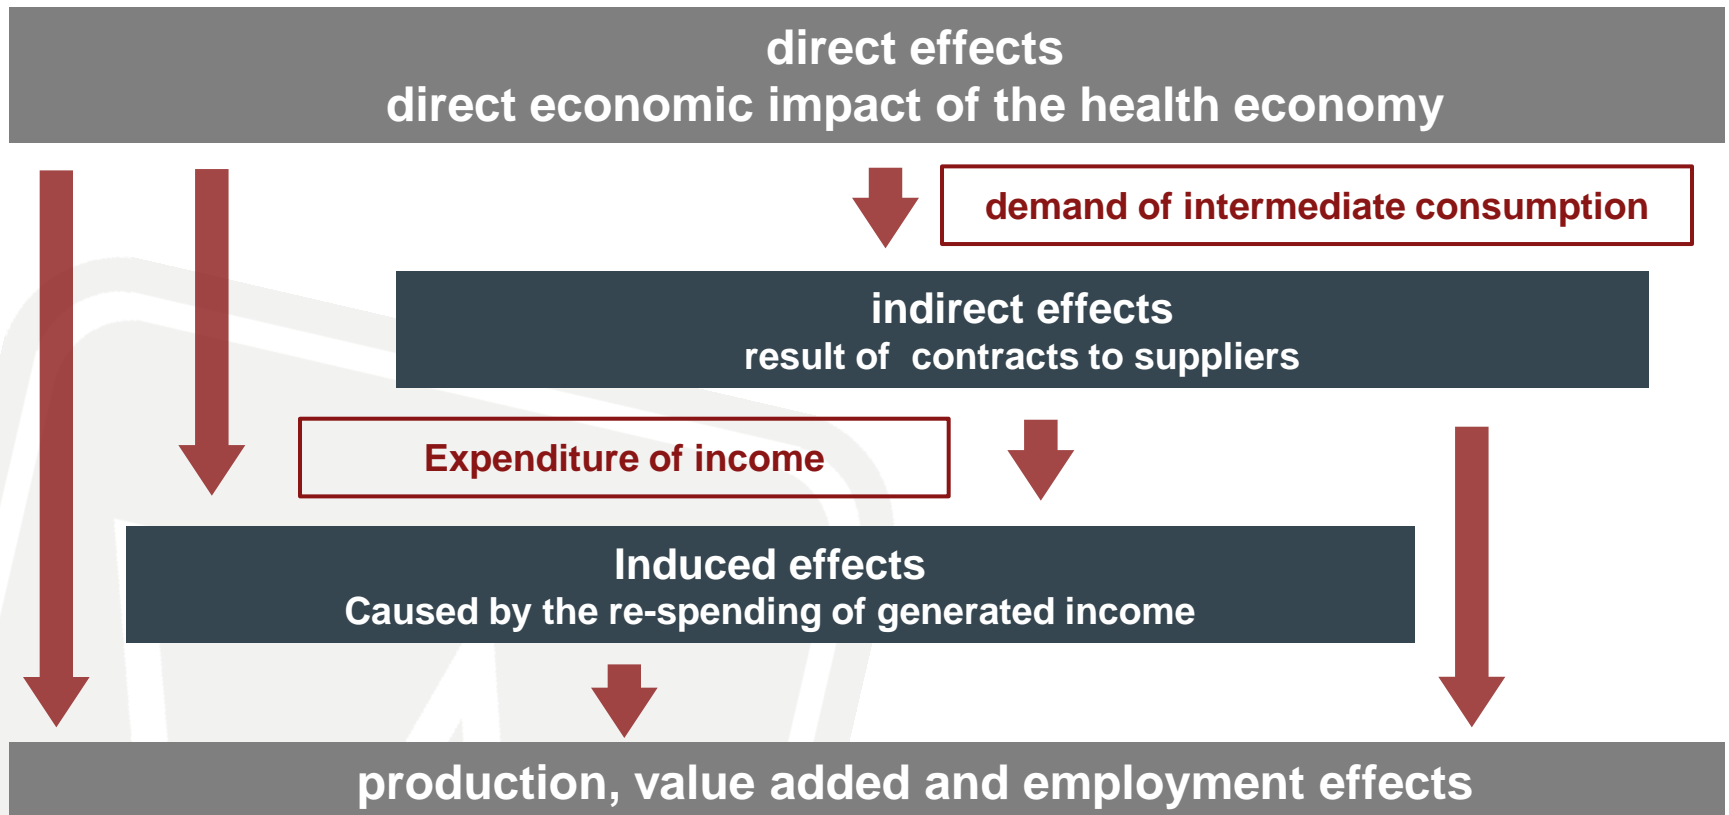 direct effects
direct economic impact of the health economy
demand of intermediate consumption
indirect effects
result of  contracts to suppliers
Expenditure of income
Induced effects
Caused by the re-spending of generated income
production, value added and employment effects